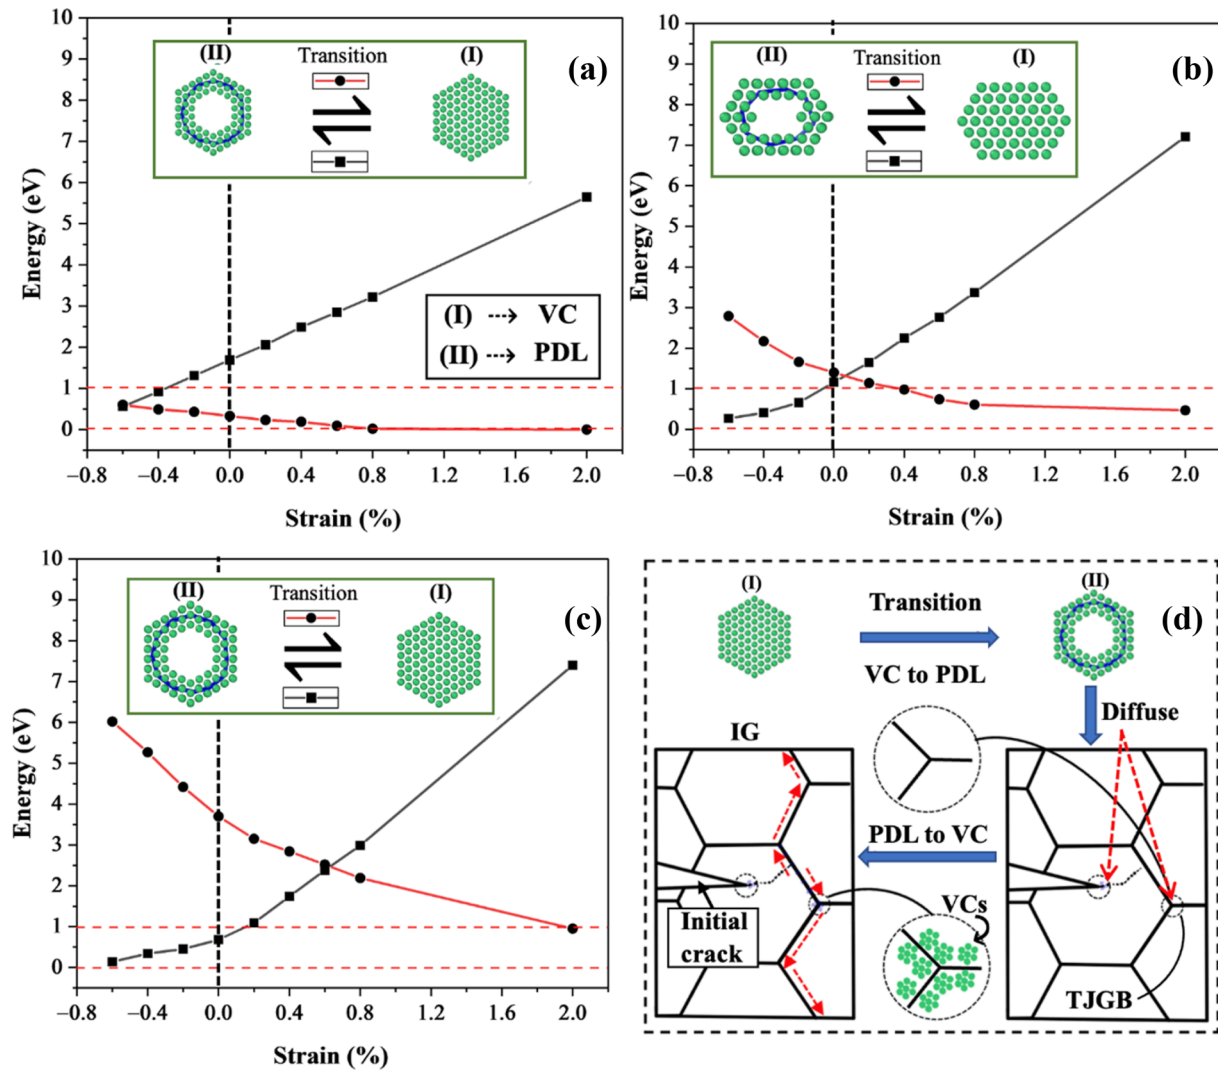 10
9
8
7
6
5
4
3
2
1
0
−0.8
−0.4
0.0
0.4
0.8
1.2
1.6
2.0
Energy (eV)
Strain (%)
(II)
Transition
(I)
(a)
(I) ⇢ VC
(II) ⇢ PDL
10
9
8
7
6
5
4
3
2
1
0
−0.8
−0.4
0.0
0.4
0.8
1.2
1.6
2.0
Energy (eV)
Strain (%)
(II)
Transition
(I)
(b)
10
9
8
7
6
5
4
3
2
1
0
−0.8
−0.4
0.0
0.4
0.8
1.2
1.6
2.0
Energy (eV)
Strain (%)
(II)
Transition
(I)
(c)
(I)
(II)
(d)
Transition
VC to PDL
Diffuse
IG
PDL to VC
VCs
Initial
crack
TJGB